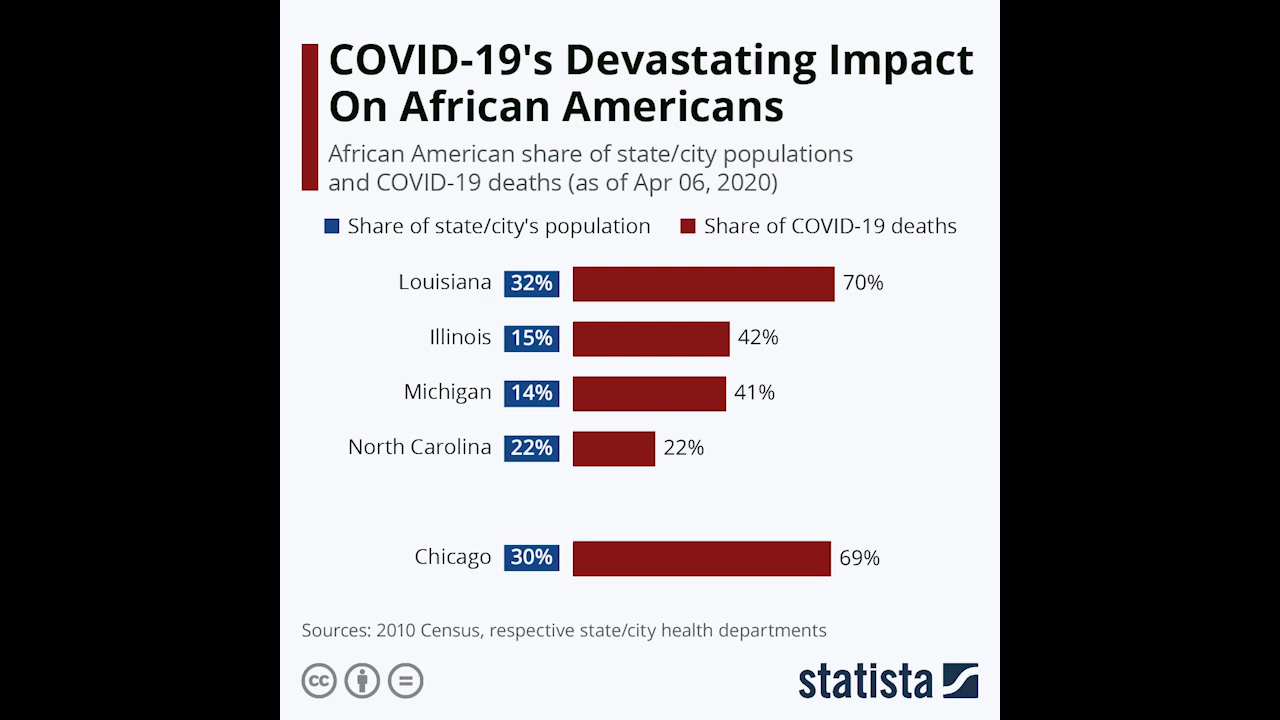 COVID-19's Devastating Impact
On African Americans
African American share of state/city populations
and COVID-19 deaths (as of Apr 06, 2020)
Share of state/city's population Share of COVID-19 deaths
Louisiana 32% 70%
Illinois 15% 42%
Michigan 14% 41%
North Carolina 22% 22%
Chicago 30% 69%
Sources: 2010 Census, respective state/city health departments
cc = statista